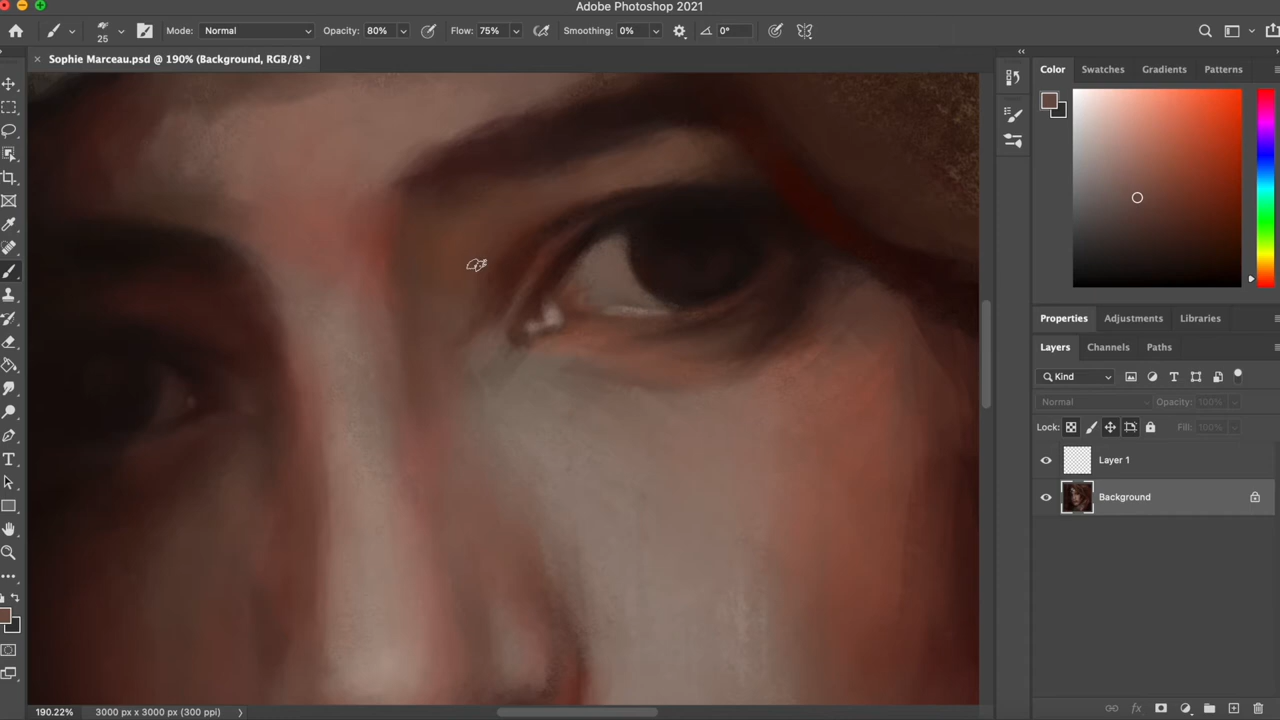 Adobe Photoshop 2021
25 Mode: Normal Opacity: 80% Flow: 75% Smoothing: 0% 0°
× Sophie Marceau.psd @ 190% (Background, RGB/8) *
Color Swatches Gradients Patterns
Properties Adjustments Libraries
Layers Channels Paths
Kind
Normal Opacity: 100%
Lock: Fill: 100%
Layer 1
Background
190.22% 3000 px x 3000 px (300 ppi)